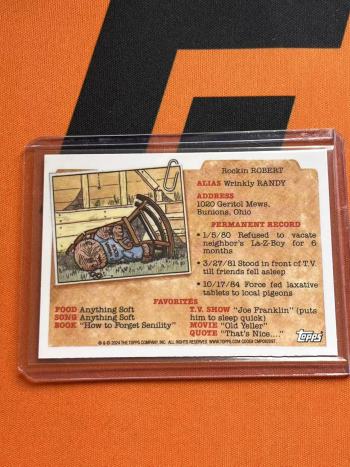 Rockin ROBERT
ALIAS Wrinkly RANDY
ADDRESS
1020 Geritol Mews,
Bunions, Ohio
PERMANENT RECORD
• 1/5/80 Refused to vacate
neighbor's La-Z-Boy for 6
months
• 3/27/81 Stood in front of T.V.
till friends fell asleep
• 10/17/84 Force fed laxative
tablets to local pigeons
FAVORITES
FOOD Anything Soft
SONG Anything Soft
BOOK "How to Forget Senility"
T.V. SHOW "Joe Franklin" (puts
him to sleep quick)
MOVIE "Old Yeller"
QUOTE "That's Nice...."
® & © 2024 THE TOPPS COMPANY, INC. ALL RIGHTS RESERVED. WWW.TOPPS.COM
TOPPS